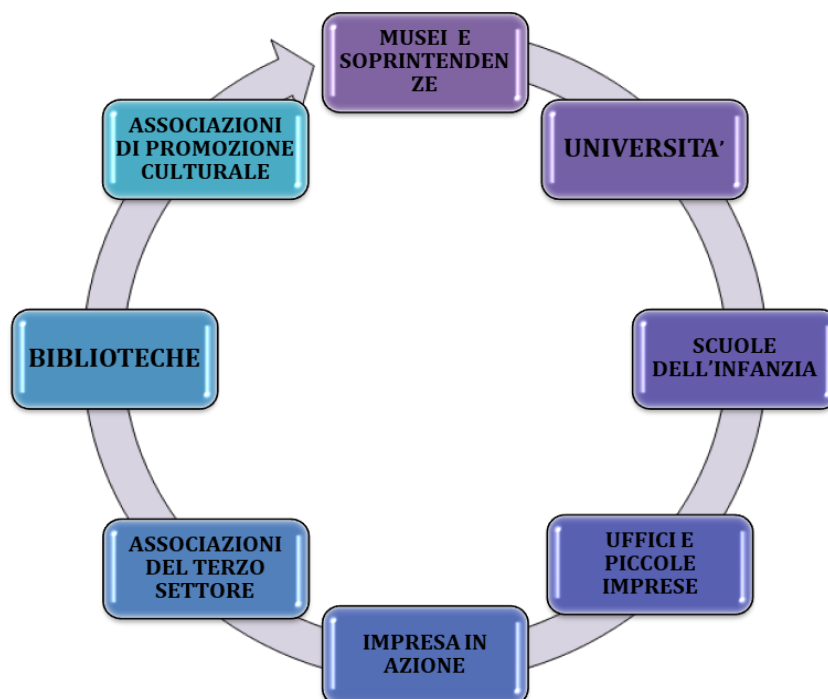 MUSEI E
SOPRINTENDEN
ZE
UNIVERSITA’
SCUOLE
DELL’INFANZIA
UFFICI E
PICCOLE
IMPRESE
IMPRESA IN
AZIONE
ASSOCIAZIONI
DEL TERZO
SETTORE
BIBLIOTECHE
ASSOCIAZIONI
DI PROMOZIONE
CULTURALE